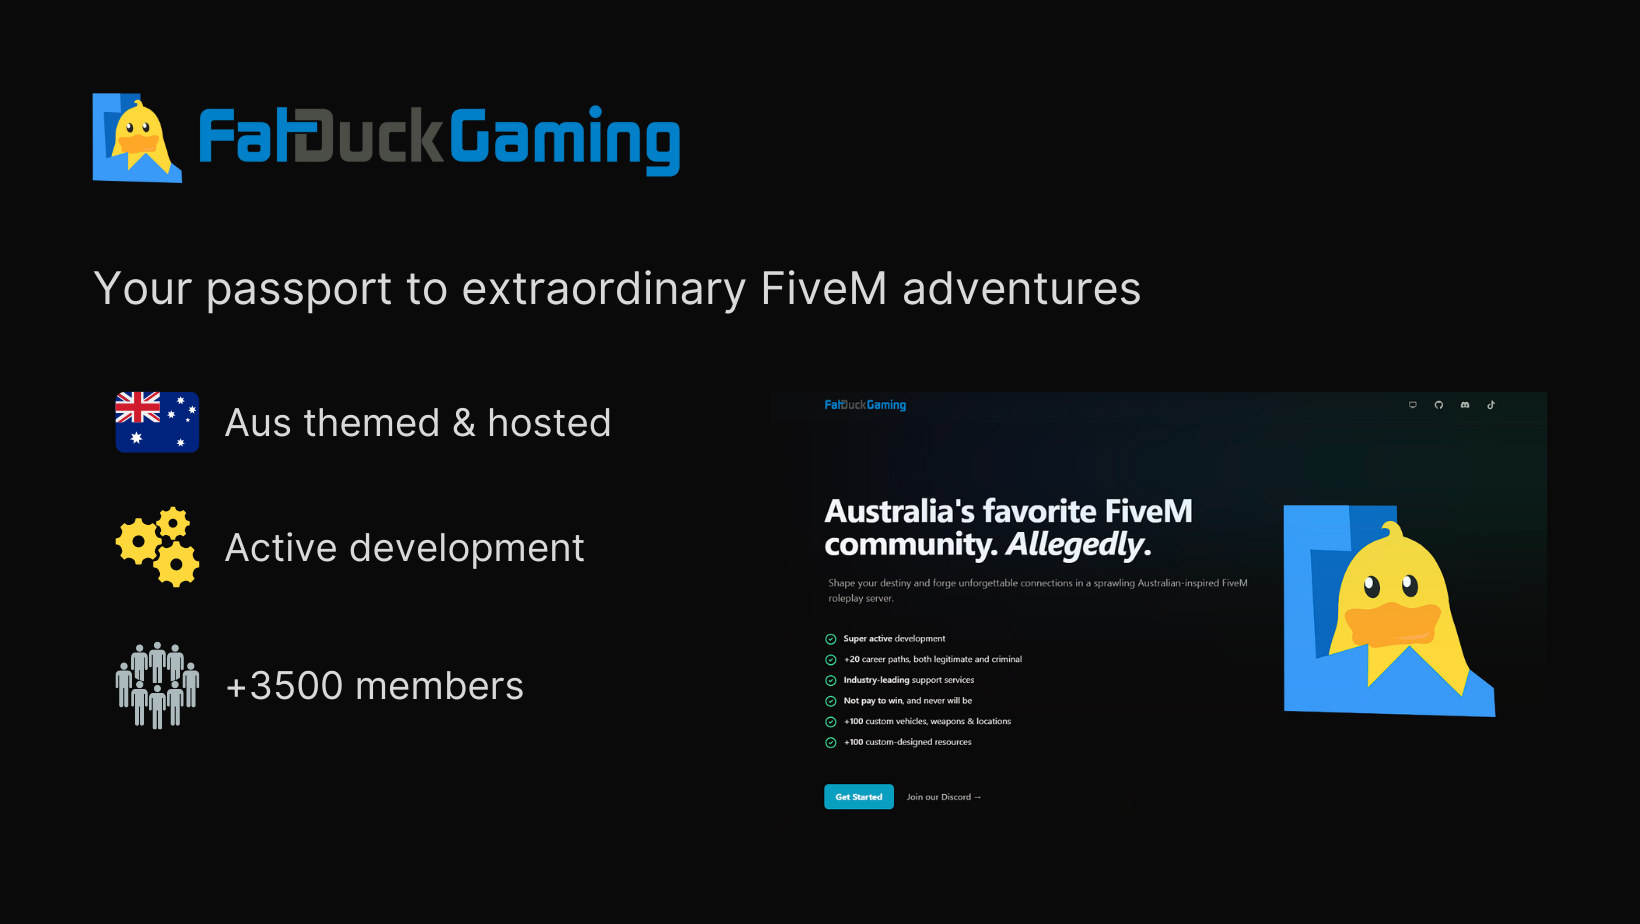 FatDuckGaming
Your passport to extraordinary FiveM adventures
Aus themed & hosted
Active development
+3500 members
FatDuckGaming
Australia's favorite FiveM
community. Allegedly.
Shape your destiny and forge unforgettable connections in a sprawling Australian-inspired FiveM
roleplay server.
Super active development
+20 career paths, both legitimate and criminal
Industry-leading support services
Not pay to win, and never will be
+100 custom vehicles, weapons & locations
+100 custom-designed resources
Get Started
Join our Discord →